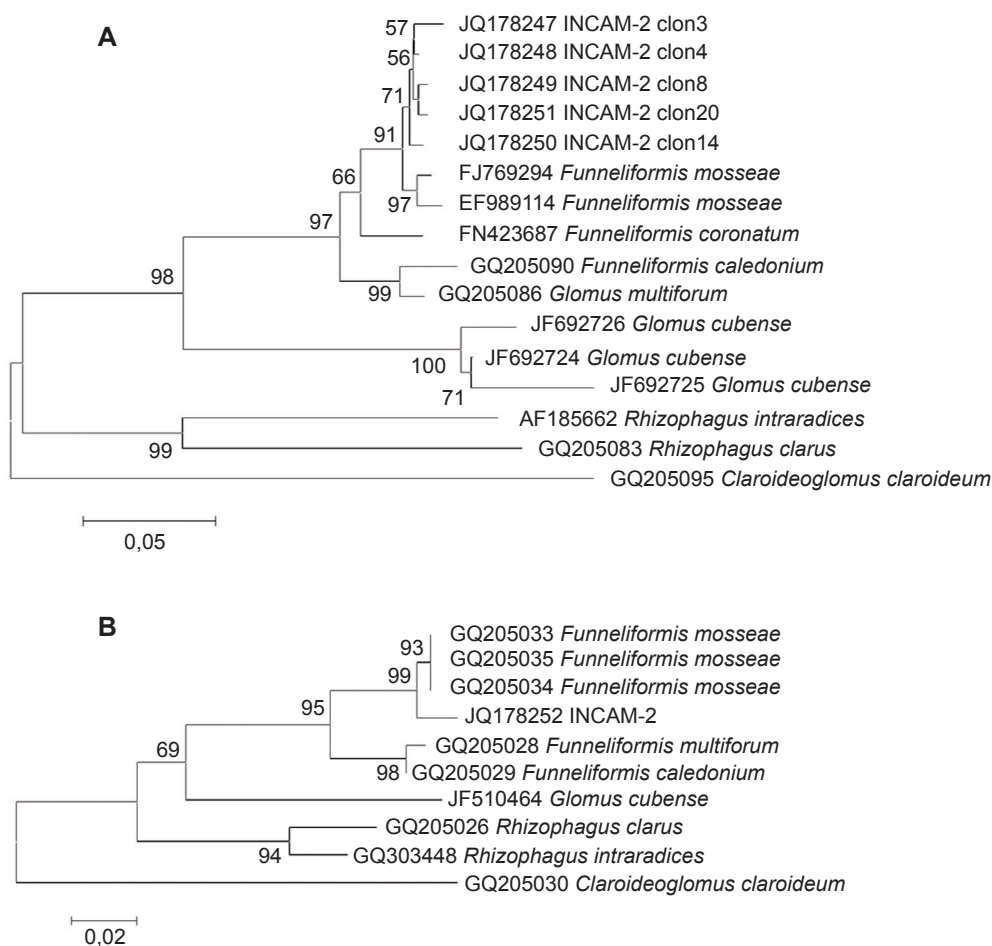 A
57
JQ178247 INCAM-2 clon3
56
JQ178248 INCAM-2 clon4
71
JQ178249 INCAM-2 clon8
JQ178251 INCAM-2 clon20
91
JQ178250 INCAM-2 clon14
66
FJ769294 Funneliformis mosseae
97
EF989114 Funneliformis mosseae
97
FN423687 Funneliformis coronatum
98
GQ205090 Funneliformis caledonium
99
GQ205086 Glomus multiforum
JF692726 Glomus cubense
100
JF692724 Glomus cubense
71
JF692725 Glomus cubense
AF185662 Rhizophagus intraradices
99
GQ205083 Rhizophagus clarus
GQ205095 Claroideoglomus claroideum
0,05
B
93
GQ205033 Funneliformis mosseae
GQ205035 Funneliformis mosseae
99
GQ205034 Funneliformis mosseae
95
JQ178252 INCAM-2
69
GQ205028 Funneliformis multiforum
98
GQ205029 Funneliformis caledonium
JF510464 Glomus cubense
GQ205026 Rhizophagus clarus
94
GQ303448 Rhizophagus intraradices
GQ205030 Claroideoglomus claroideum
0,02